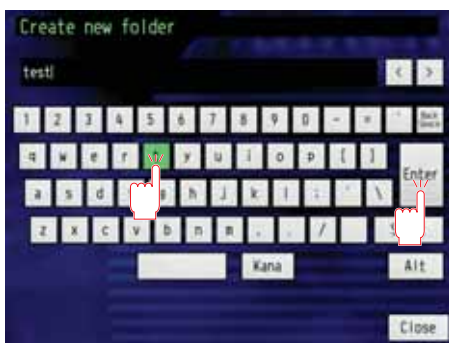 Create new folder
test
< >
1 2 3 4 5 6 7 8 9 0 - = ` Back Space
q w e r y u i o p [ ]
Enter
a s d g h j k l ; ' \
z x c v b n m , . /
Kana Alt
Close